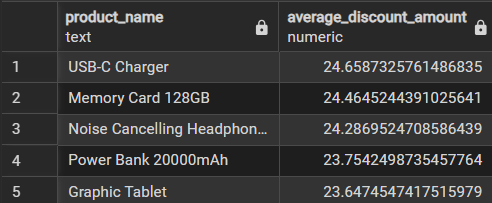 product_name average_discount_amount
text numeric
1 USB-C Charger 24.6587325761486835
2 Memory Card 128GB 24.4645244391025641
3 Noise Cancelling Headphon... 24.2869524708586439
4 Power Bank 20000mAh 23.7542498735457764
5 Graphic Tablet 23.6474547417515979